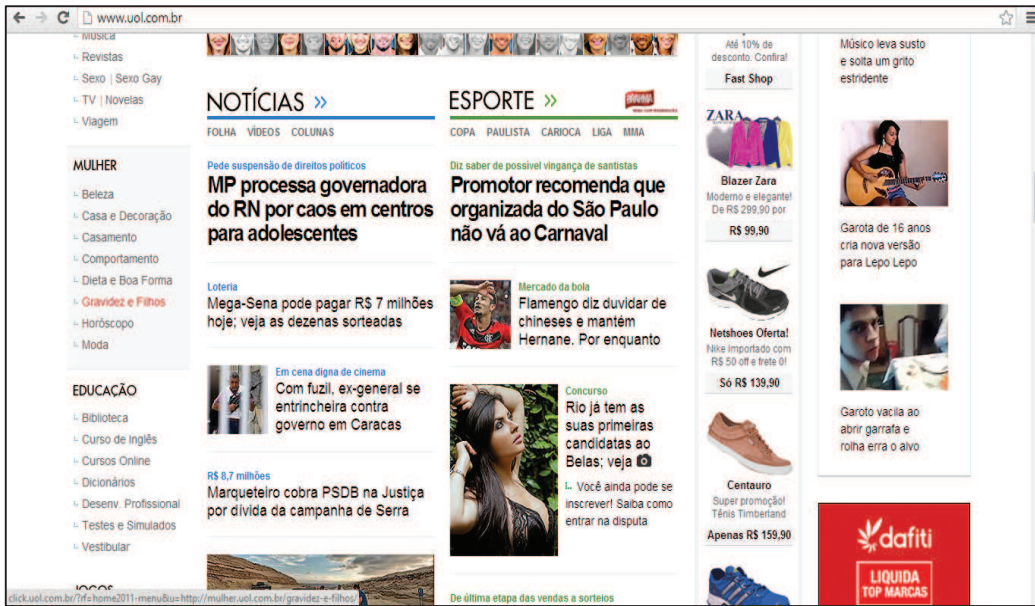 www.uol.com.br
Música
Revistas
Sexo | Sexo Gay
TV | Novelas
Viagem
MULHER
Beleza
Casa e Decoração
Casamento
Comportamento
Dieta e Boa Forma
Gravidez e Filhos
Horóscopo
Moda
EDUCAÇÃO
Biblioteca
Curso de Inglês
Cursos Online
Dicionários
Desenv. Profissional
Testes e Simulados
Vestibular
JOGOS
NOTÍCIAS »
FOLHA VÍDEOS COLUNAS
Pede suspensão de direitos políticos
MP processa governadora
do RN por caos em centros
para adolescentes
Loteria
Mega-Sena pode pagar R$ 7 milhões
hoje; veja as dezenas sorteadas
Em cena digna de cinema
Com fuzil, ex-general se
entrincheira contra
governo em Caracas
R$ 8,7 milhões
Marqueteiro cobra PSDB na Justiça
por dívida da campanha de Serra
ESPORTE »
COPA PAULISTA CARIOCA LIGA MMA
Diz saber de possível vingança de santistas
Promotor recomenda que
organizada do São Paulo
não vá ao Carnaval
Mercado da bola
Flamengo diz duvidar de
chineses e mantém
Hernane. Por enquanto
Concurso
Rio já tem as
suas primeiras
candidatas ao
Belas; veja
Você ainda pode se
inscrever! Saiba como
entrar na disputa
De última etapa das vendas a sorteios
Até 10% de
desconto. Confira!
Fast Shop
ZARA
Blazer Zara
Moderno e elegante!
De R$ 299,90 por
R$ 99,90
Netshoes Oferta!
Nike importado com
R$ 50 off e frete 0!
Só R$ 139,90
Centauro
Super promoção!
Tênis Timberland
Apenas R$ 159,90
Músico leva susto
e solta um grito
estridente
Garota de 16 anos
cria nova versão
para Lepo Lepo
Garoto vacila ao
abrir garrafa e
rolha erra o alvo
dafiti
LIQUIDA
TOP MARCAS
click.uol.com.br/?rf=home2011-menu&u=http://mulher.uol.com.br/gravidez-e-filhos/